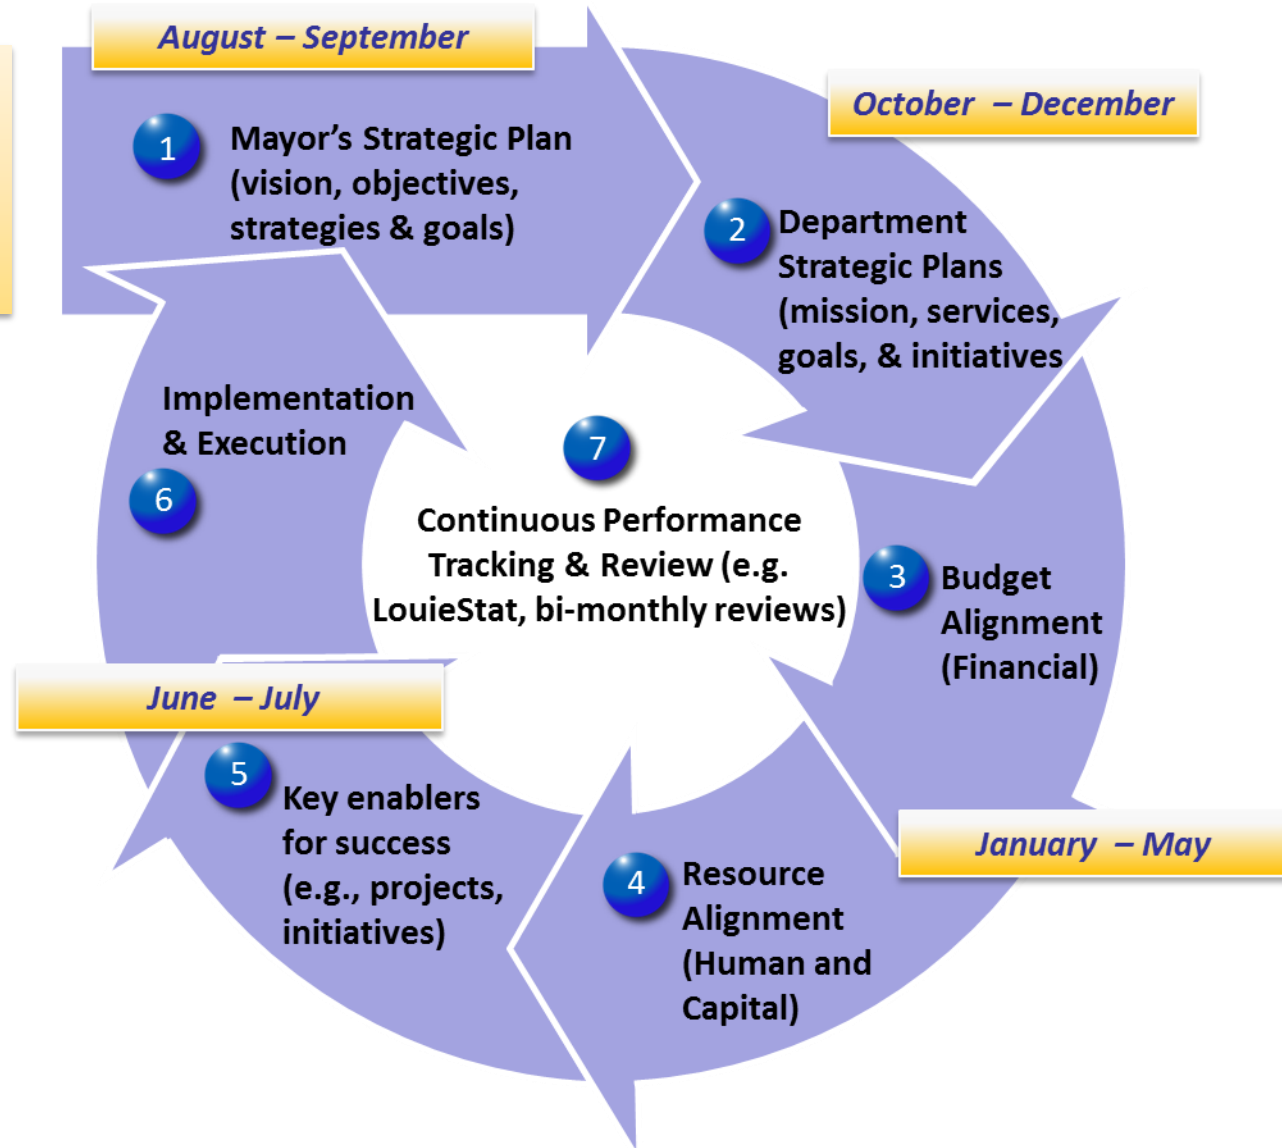 August – September
1
Mayor's Strategic Plan
(vision, objectives,
strategies & goals)
October – December
2
Department
Strategic Plans
(mission, services,
goals, & initiatives
3
Budget
Alignment
(Financial)
January – May
4
Resource
Alignment
(Human and
Capital)
5
Key enablers
for success
(e.g., projects,
initiatives)
June – July
6
Implementation
& Execution
7
Continuous Performance
Tracking & Review (e.g.
LouieStat, bi-monthly reviews)